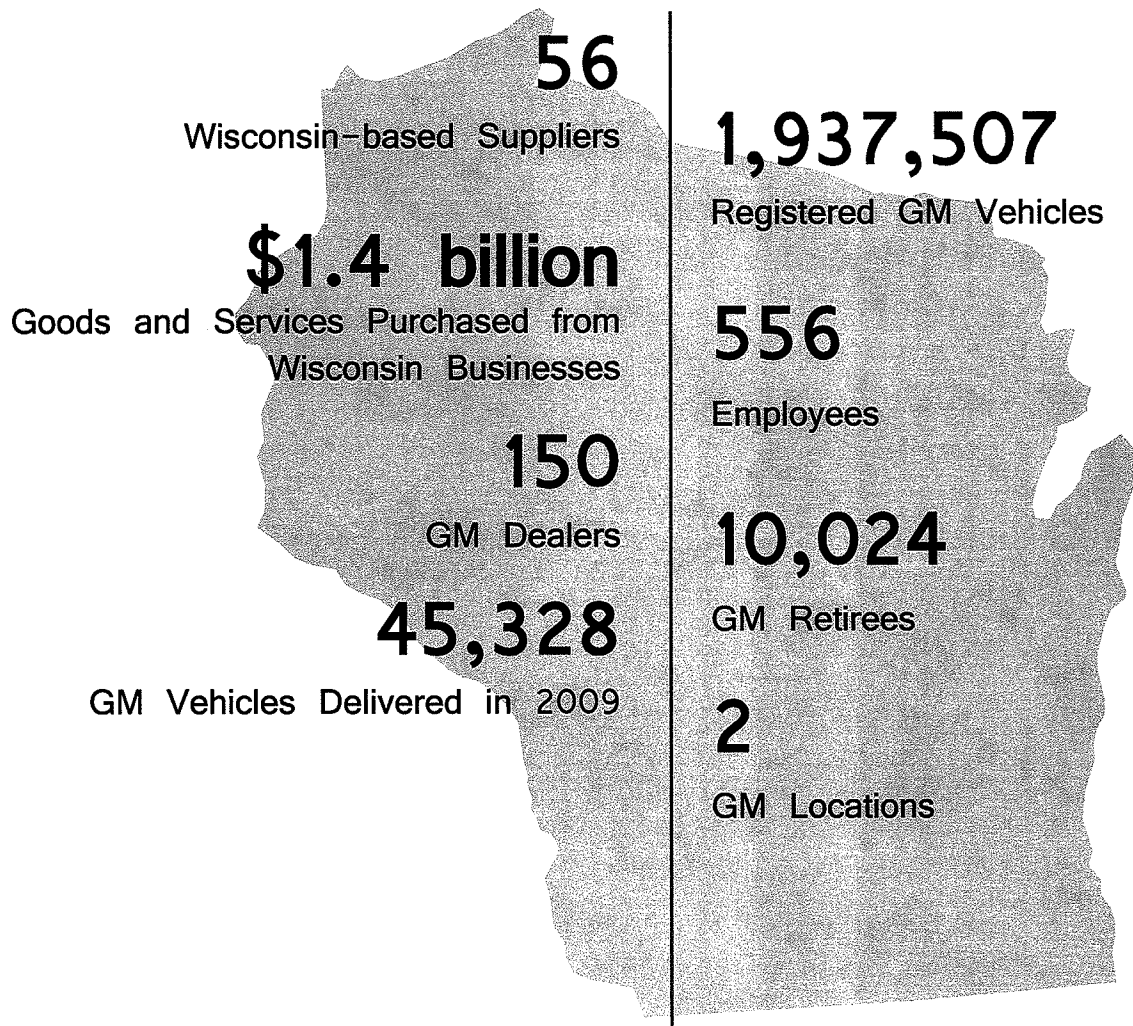 56
Wisconsin-based Suppliers
$1.4 billion
Goods and Services Purchased from
Wisconsin Businesses
150
GM Dealers
45,328
GM Vehicles Delivered in 2009
1,937,507
Registered GM Vehicles
556
Employees
10,024
GM Retirees
2
GM Locations